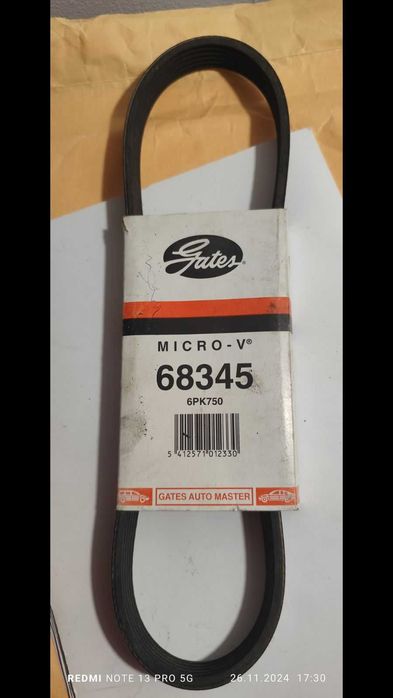 Gates
MICRO-V®
68345
6PK750
5 412571 012330
GATES AUTO MASTER
REDMI NOTE 13 PRO 5G
26.11.2024 17:30